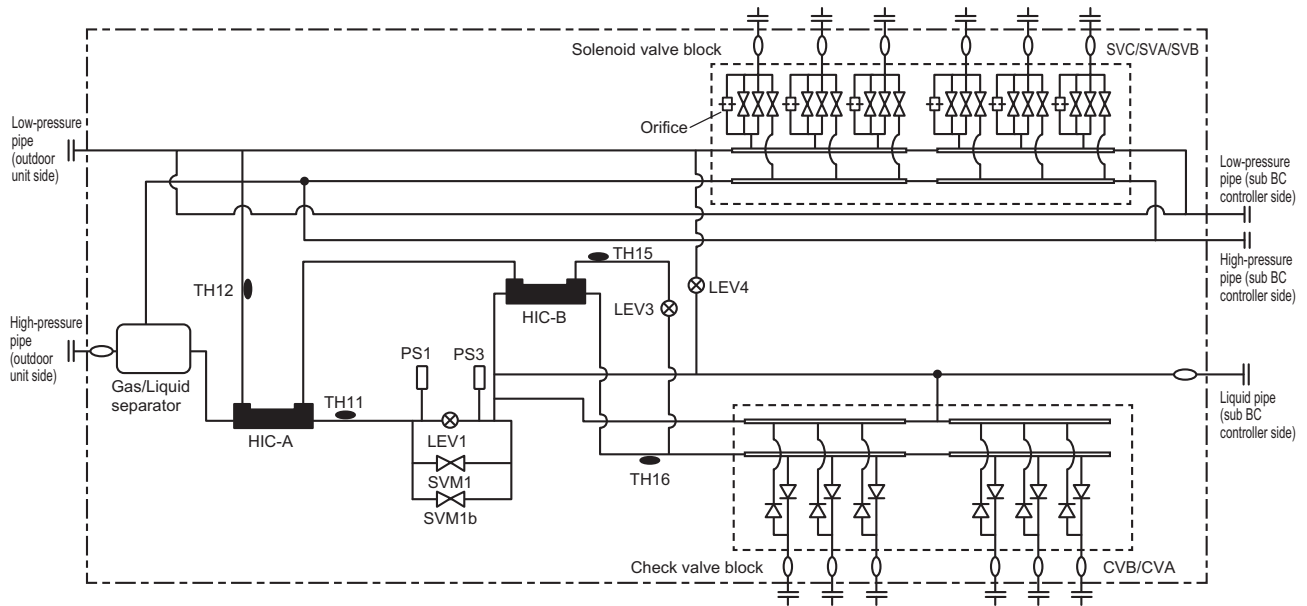 Solenoid valve block
SVC/SVA/SVB
Orifice
Low-pressure
pipe
(outdoor
unit side)
Low-pressure
pipe (sub BC
controller side)
High-pressure
pipe (sub BC
controller side)
TH15
TH12
LEV4
LEV3
HIC-B
High-pressure
pipe
(outdoor
unit side)
Gas/Liquid
separator
PS1
PS3
TH11
HIC-A
LEV1
SVM1
SVM1b
TH16
Liquid pipe
(sub BC
controller side)
Check valve block
CVB/CVA